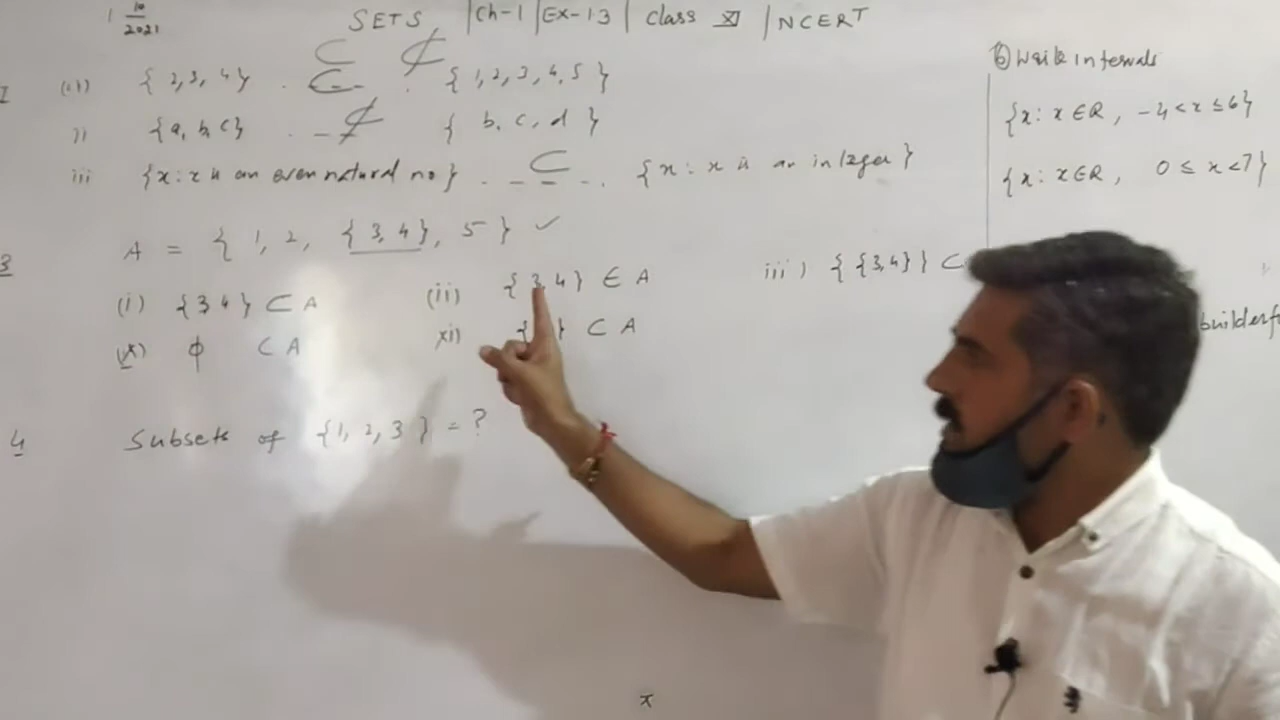 1 10/2021 SETS | Ch-1 | Ex-1.3 | Class XI | NCERT
⊂ ⊄
1 (i) { 2, 3, 4 } . ⊂ . { 1, 2, 3, 4, 5 }
ii { a, b, c } . ⊄ { b, c, d }
iii { x : x is an even natural no } . ⊂ . { x : x is an integer }
3 A = { 1, 2, { 3, 4 }, 5 } ✓
(i) { 3 4 } ⊂ A (ii) { 3, 4 } ∈ A iii) { { 3, 4 } } ⊂
x) ϕ ⊂ A xi) { } ⊂ A
4 Subsets of { 1, 2, 3 } = ?
⑥ Write intervals
{ x : x ∈ R , -4 < x ≤ 6 }
{ x : x ∈ R , 0 ≤ x < 7 }
builder
x